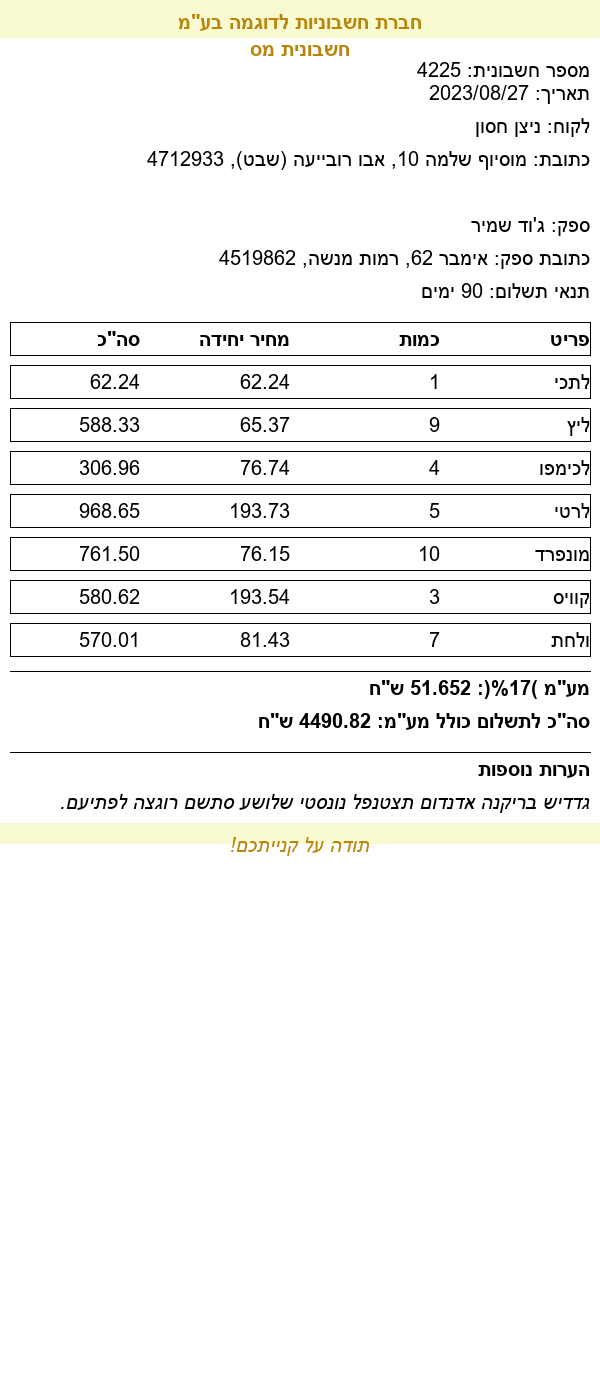 חברת חשבוניות לדוגמה בע"מ
חשבונית מס
מספר חשבונית: 4225
תאריך: 2023/08/27
לקוח: ניצן חסון
כתובת: מוסיוף שלמה 10, אבו רובייעה (שבט), 4712933
ספק: ג'וד שמיר
כתובת ספק: אימבר 62, רמות מנשה, 4519862
תנאי תשלום: 90 ימים
פריט כמות מחיר יחידה סה"כ
לתכי 1 62.24 62.24
ליץ 9 65.37 588.33
לכימפו 4 76.74 306.96
לרטי 5 193.73 968.65
מונפרד 10 76.15 761.50
קוויס 3 193.54 580.62
ולחת 7 81.43 570.01
מע"מ )17%(: 51.652 ש"ח
סה"כ לתשלום כולל מע"מ: 4490.82 ש"ח
הערות נוספות
גדדיש בריקנה אדנדום תצטנפל נונסטי שלושע סתשם רוגצה לפתיעם.
תודה על קנייתכם!